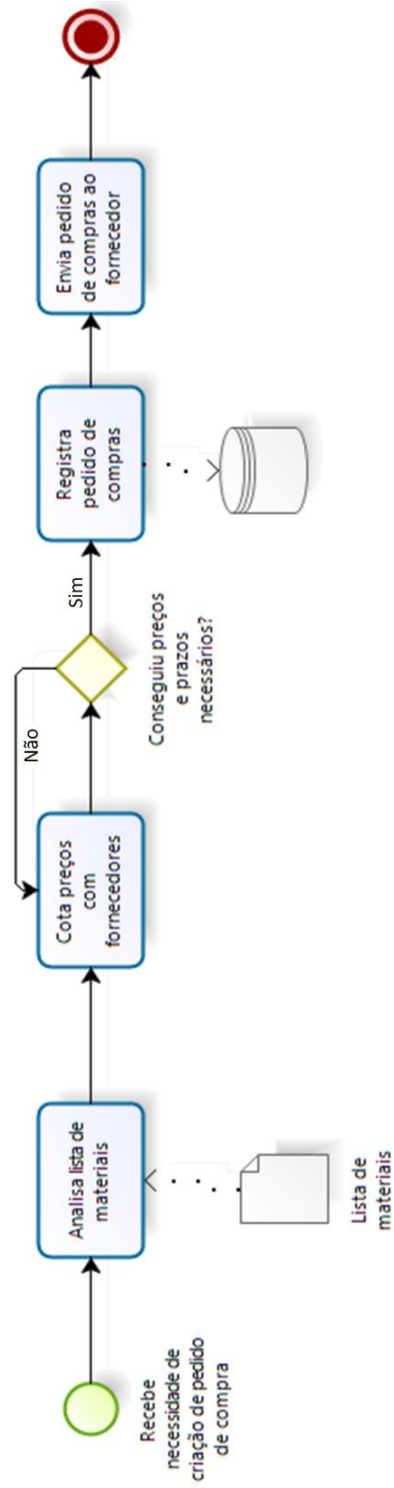 Recebe
necessidade de
criação de pedido
de compra
Analisa lista de
materiais
Lista de
materiais
Cota preços
com
fornecedores
Não
Conseguiu preços
e prazos
necessários?
Sim
Registra
pedido de
compras
Envia pedido
de compras ao
fornecedor